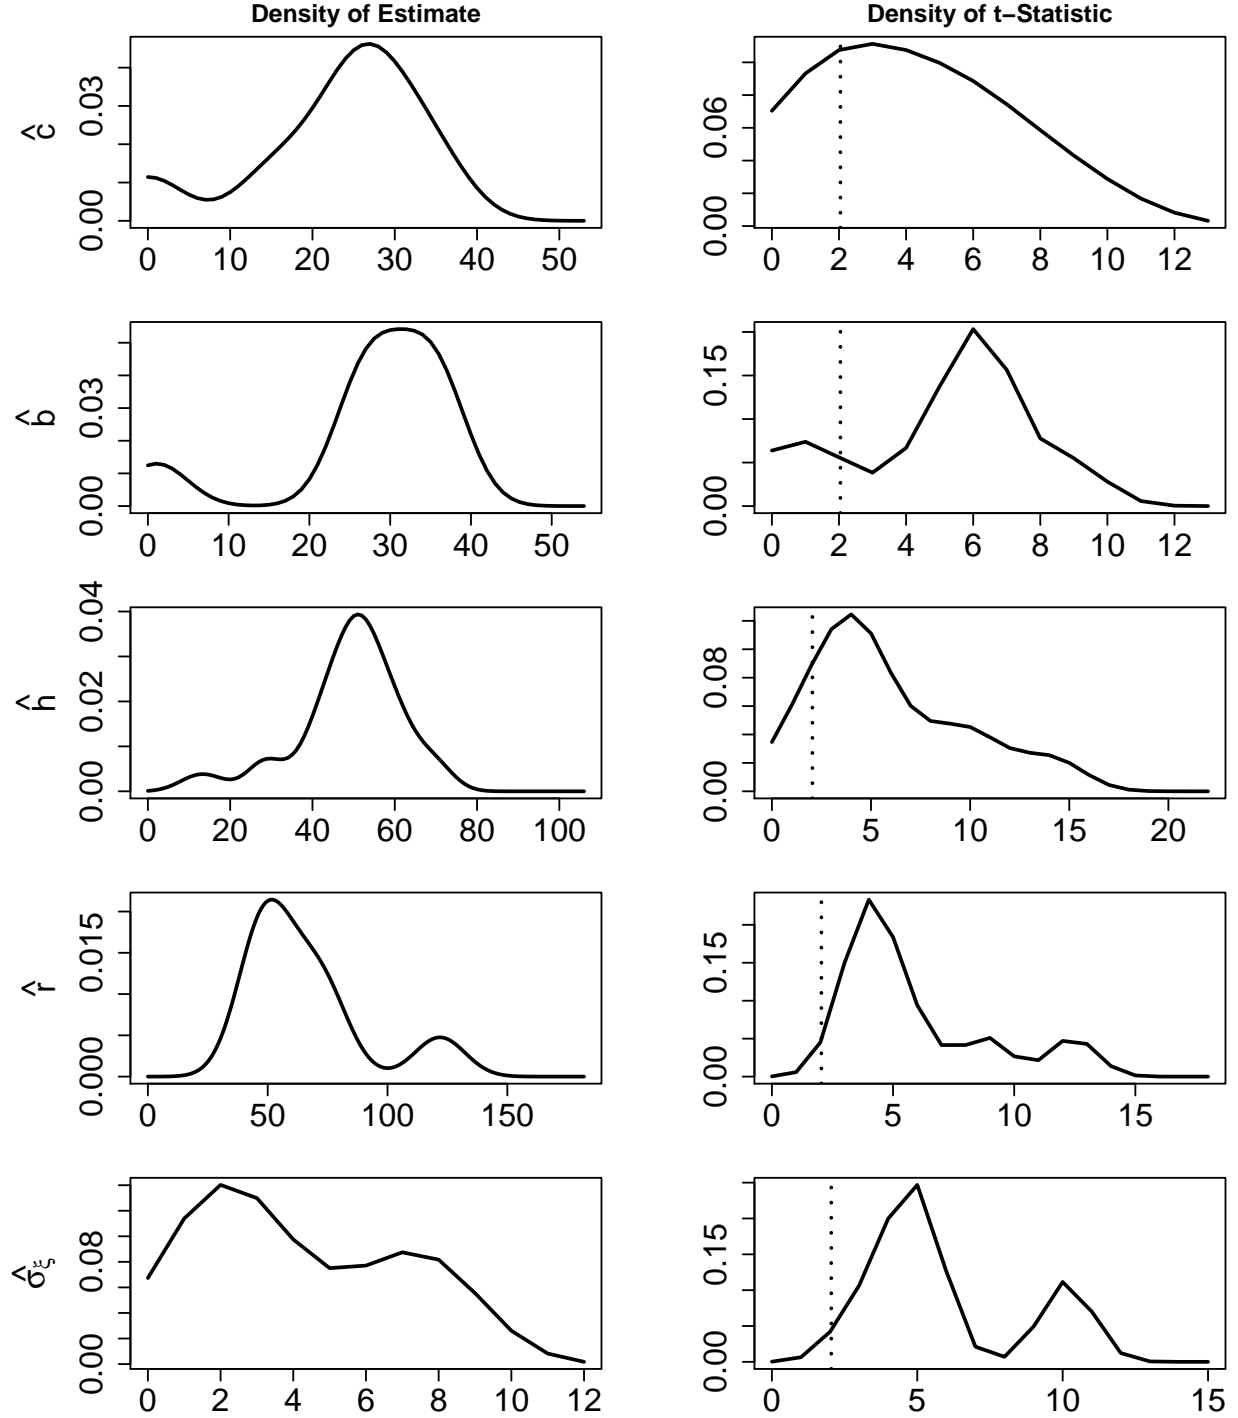 Density of Estimate
Density of t−Statistic
ĉ
0.00 0.03
0 10 20 30 40 50
0.00 0.06
0 2 4 6 8 10 12
b̂
0.00 0.03
0 10 20 30 40 50
0.00 0.15
0 2 4 6 8 10 12
ĥ
0.00 0.02 0.04
0 20 40 60 80 100
0.00 0.08
0 5 10 15 20
r̂
0.000 0.015
0 50 100 150
0.00 0.15
0 5 10 15
σ̂ξ
0.00 0.08
0 2 4 6 8 10 12
0.00 0.15
0 5 10 15